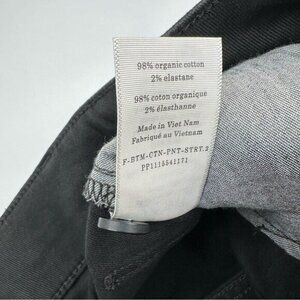 98% organic cotton
2% elastane
98% coton organique
2% élasthanne
Made in Viet Nam
Fabriqué au Vietnam
F-BTM-CTN-PNT-STRT.2
PP1115541171